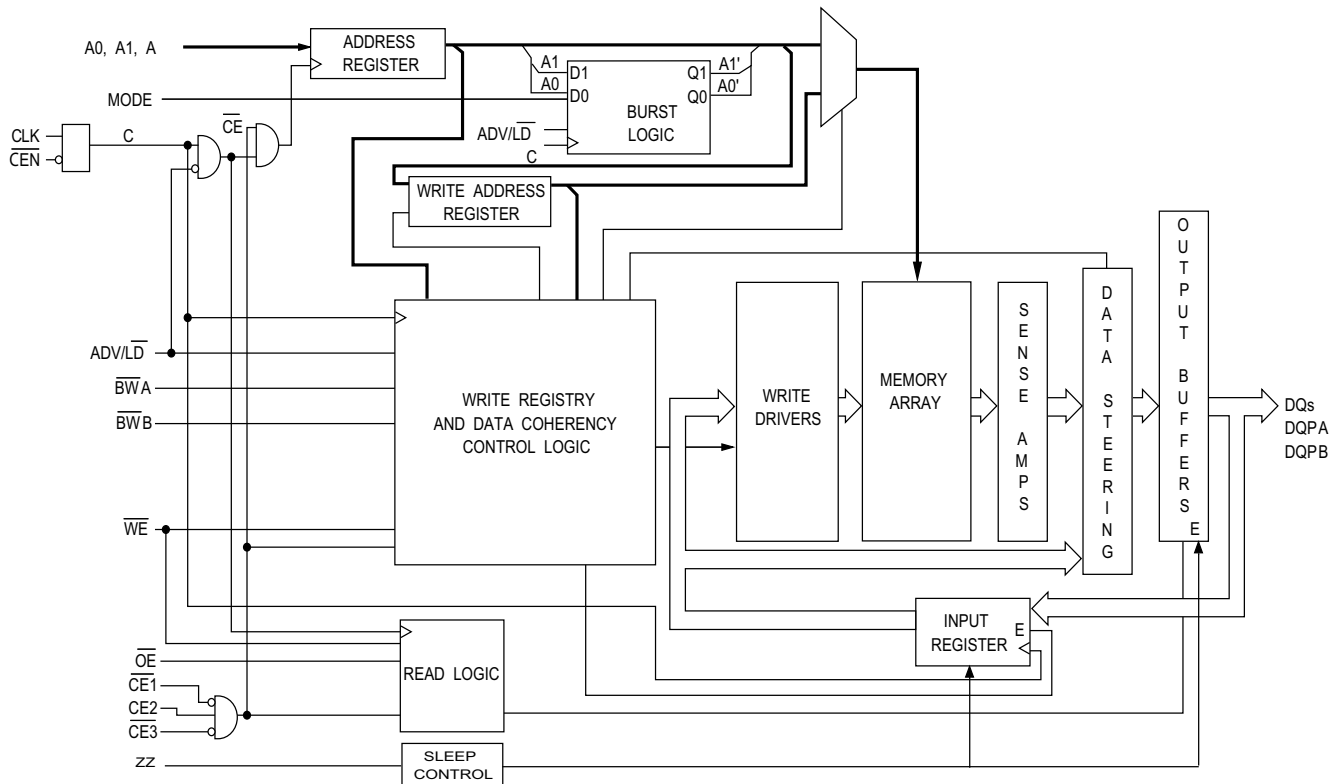 A0, A1, A
ADDRESS
REGISTER
MODE
A1
A0
D1
D0
BURST
LOGIC
Q1
Q0
A1'
A0'
ADV/LD
C
CLK
CEN
C
CE
WRITE ADDRESS
REGISTER
ADV/LD
BWA
BWB
WE
WRITE REGISTRY
AND DATA COHERENCY
CONTROL LOGIC
WRITE
DRIVERS
MEMORY
ARRAY
SENSE AMPS
DATA STEERING
OUTPUT BUFFERS
E
DQs
DQPA
DQPB
INPUT
REGISTER
E
OE
CE1
CE2
CE3
READ LOGIC
ZZ
SLEEP
CONTROL